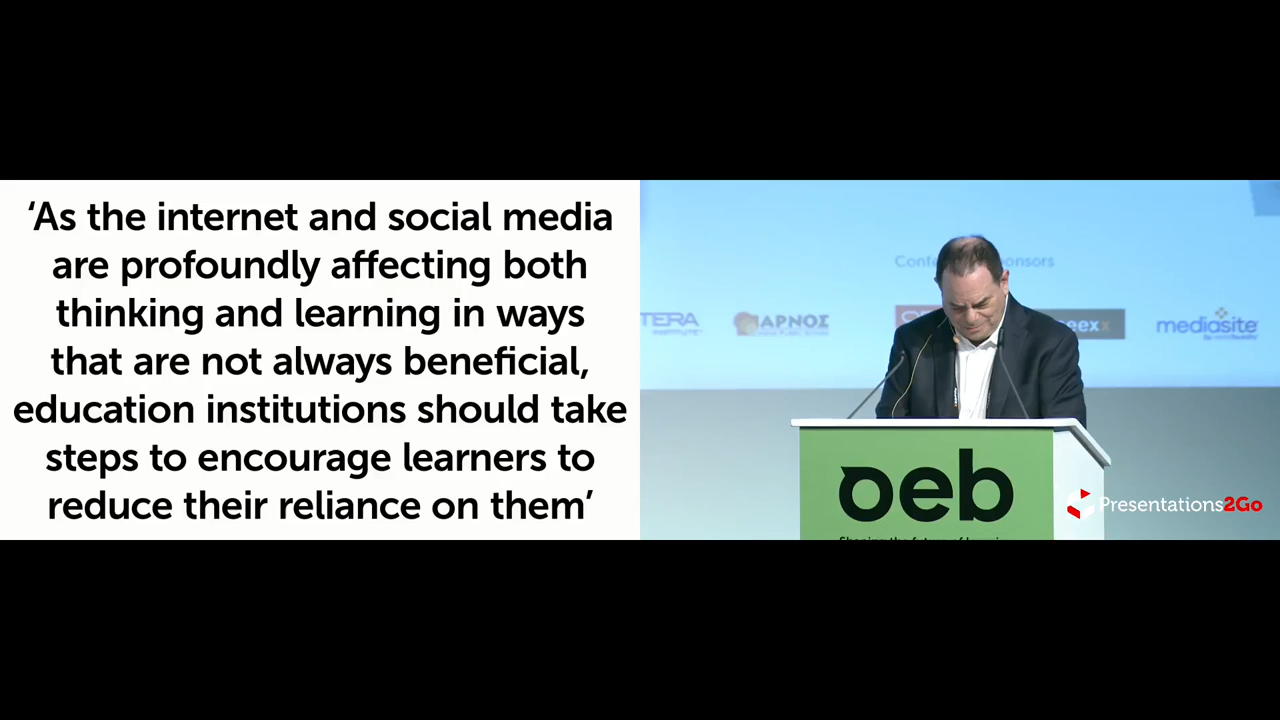 ‘As the internet and social media
are profoundly affecting both
thinking and learning in ways
that are not always beneficial,
education institutions should take
steps to encourage learners to
reduce their reliance on them’
TERA
ΑΡΝΟΣ
eex
mediasite
oeb
Presentations2Go